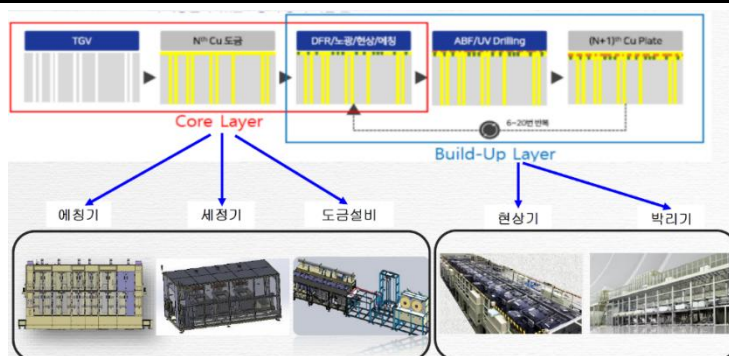 TGV
Nth Cu 도금
DFR/노광/현상/에칭
ABF/UV Drilling
(N+1)th Cu Plate
6~20번 반복
Core Layer
Build-Up Layer
에칭기
세정기
도금설비
현상기
박리기